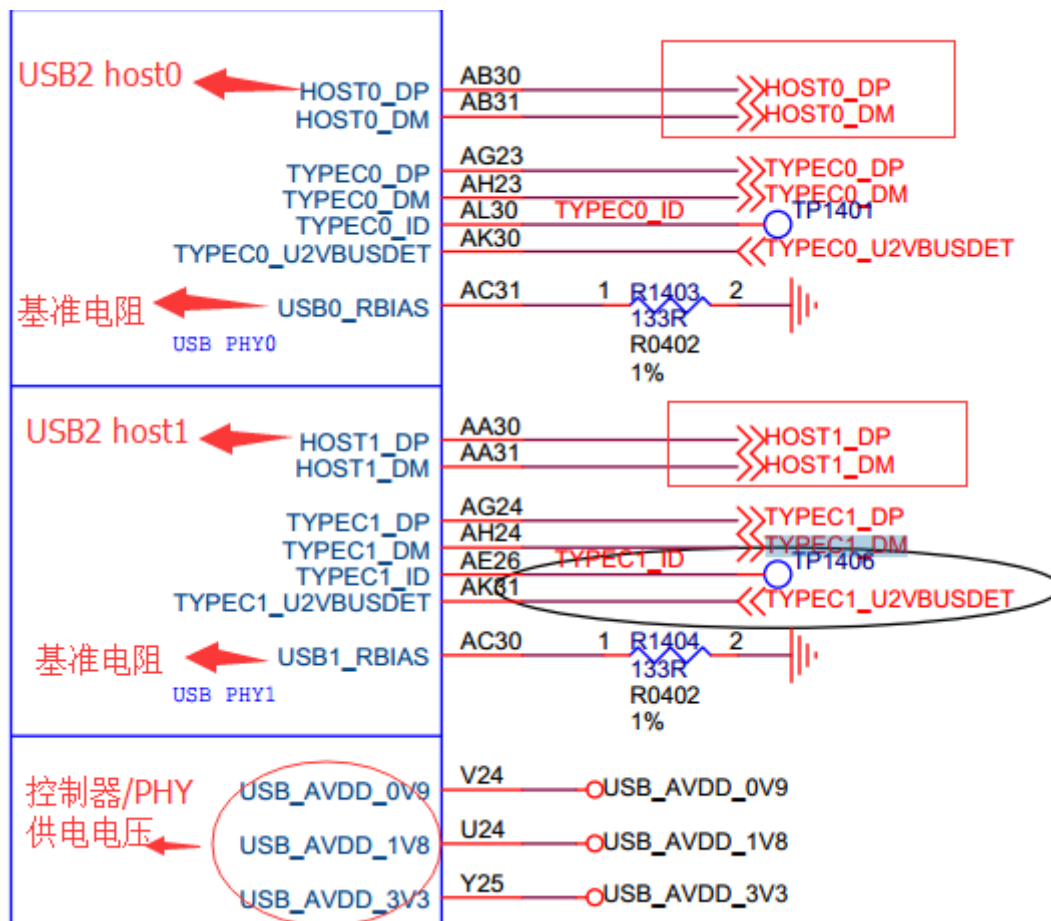 USB2 host0
HOST0_DP AB30 HOST0_DP
HOST0_DM AB31 HOST0_DM
TYPEC0_DP AG23 TYPEC0_DP
TYPEC0_DM AH23 TYPEC0_DM
TYPEC0_ID AL30 TYPEC0_ID TP1401
TYPEC0_U2VBUSDET AK30 TYPEC0_U2VBUSDET
基准电阻 USB0_RBIAS AC31 1 R1403 2
133R
R0402
1%
USB PHY0
USB2 host1
HOST1_DP AA30 HOST1_DP
HOST1_DM AA31 HOST1_DM
TYPEC1_DP AG24 TYPEC1_DP
TYPEC1_DM AH24 TYPEC1_DM
TYPEC1_ID AE26 TYPEC1_ID TP1406
TYPEC1_U2VBUSDET AK31 TYPEC1_U2VBUSDET
基准电阻 USB1_RBIAS AC30 1 R1404 2
133R
R0402
1%
USB PHY1
控制器/PHY
供电电压
USB_AVDD_0V9 V24 USB_AVDD_0V9
USB_AVDD_1V8 U24 USB_AVDD_1V8
USB_AVDD_3V3 Y25 USB_AVDD_3V3